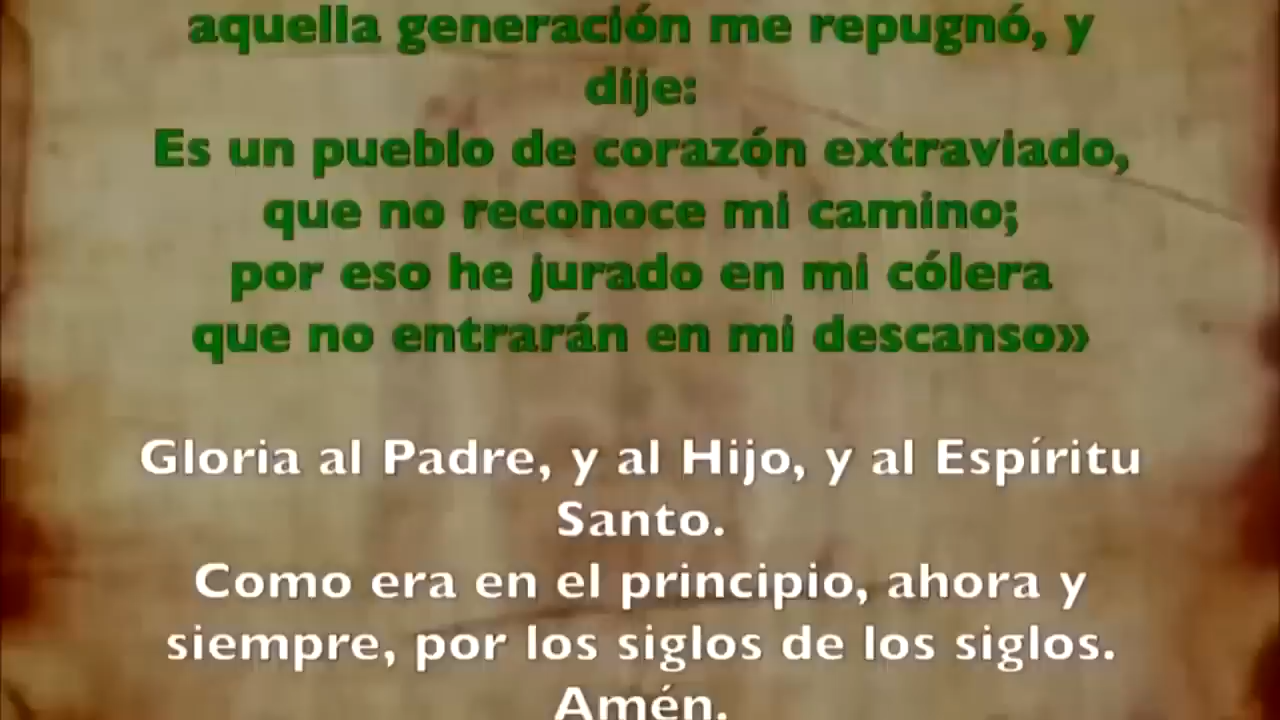 aquella generación me repugnó, y
dije:
Es un pueblo de corazón extraviado,
que no reconoce mi camino;
por eso he jurado en mi cólera
que no entrarán en mi descanso»
Gloria al Padre, y al Hijo, y al Espíritu
Santo.
Como era en el principio, ahora y
siempre, por los siglos de los siglos.
Amén.